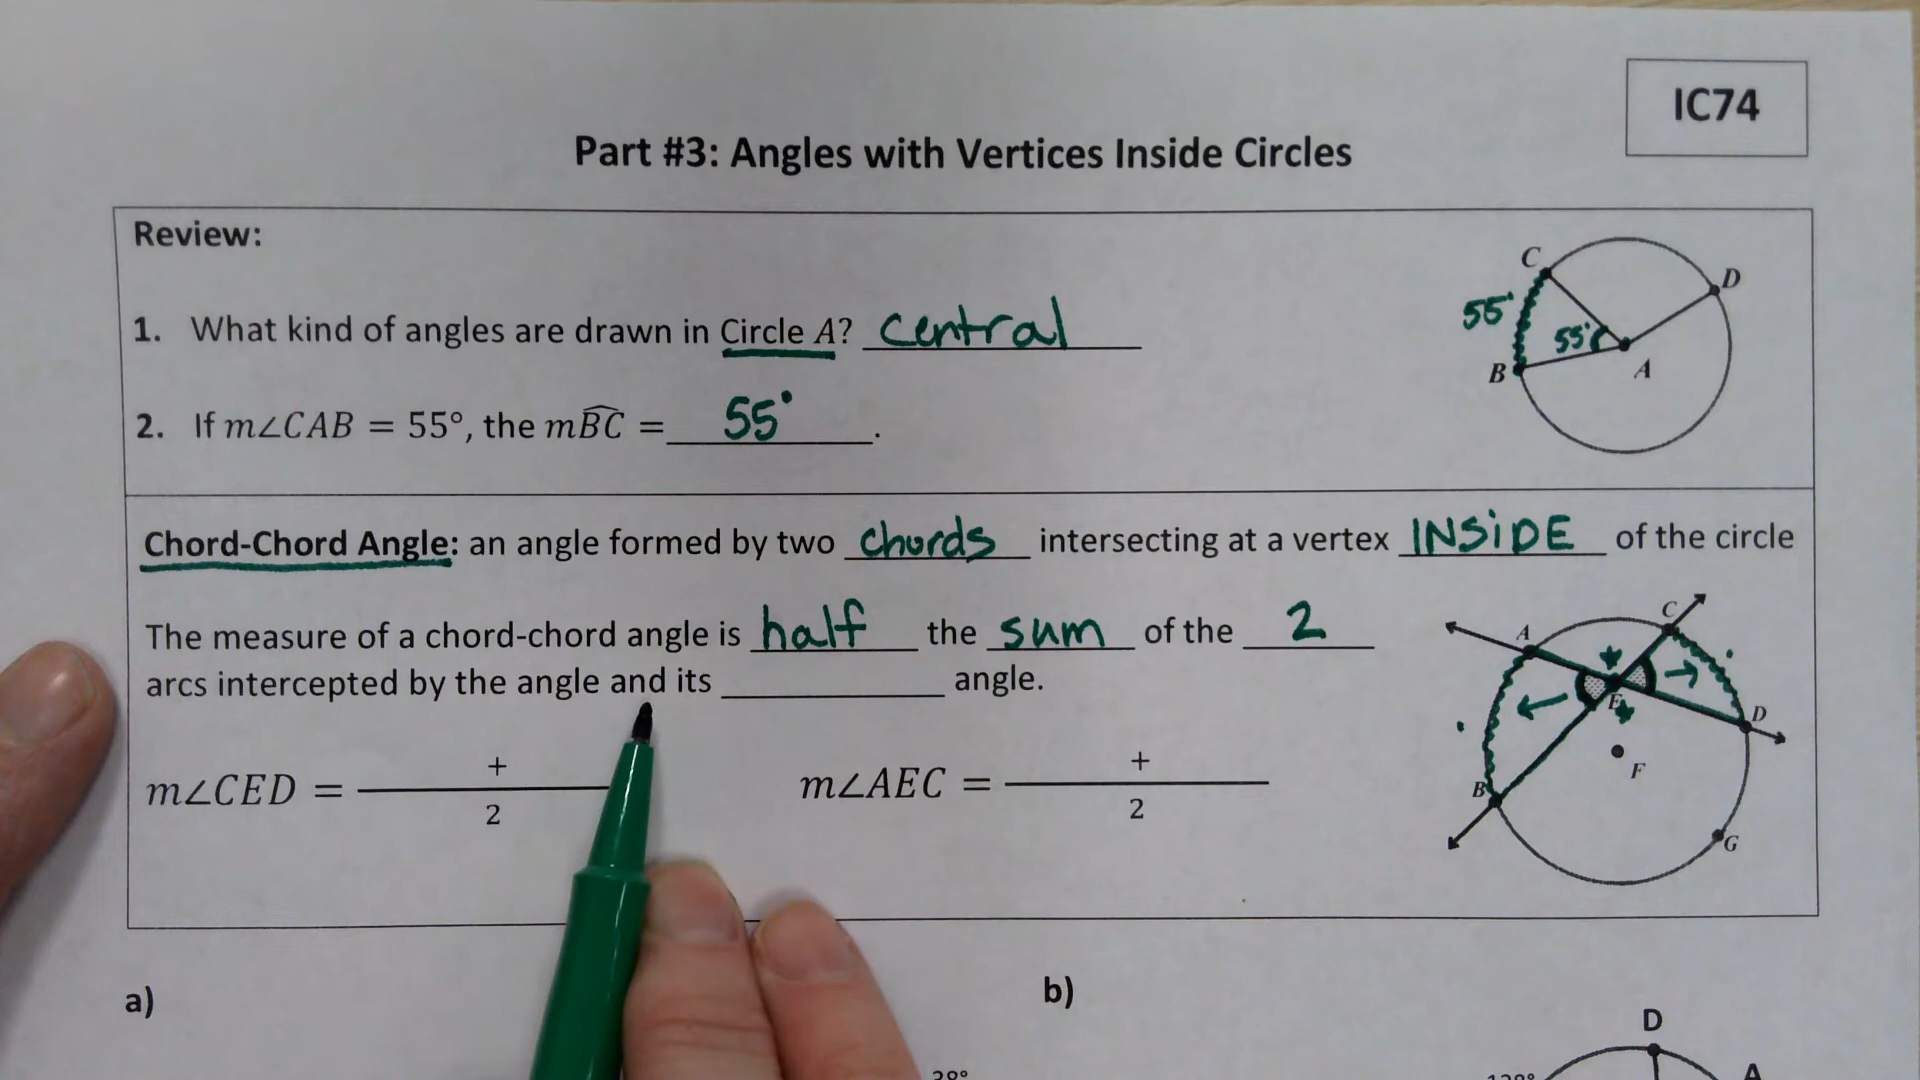 IC74
Part #3: Angles with Vertices Inside Circles
Review:
1. What kind of angles are drawn in Circle A? central
2. If m∠CAB = 55°, the mBC͡ = 55°.
C
D
55°
55°
B
A
Chord-Chord Angle: an angle formed by two chords intersecting at a vertex INSIDE of the circle
The measure of a chord-chord angle is half the sum of the 2
arcs intercepted by the angle and its ____________ angle.
m∠CED = + / 2
m∠AEC = + / 2
A
C
E
D
B
F
G
a)
b)
D
A